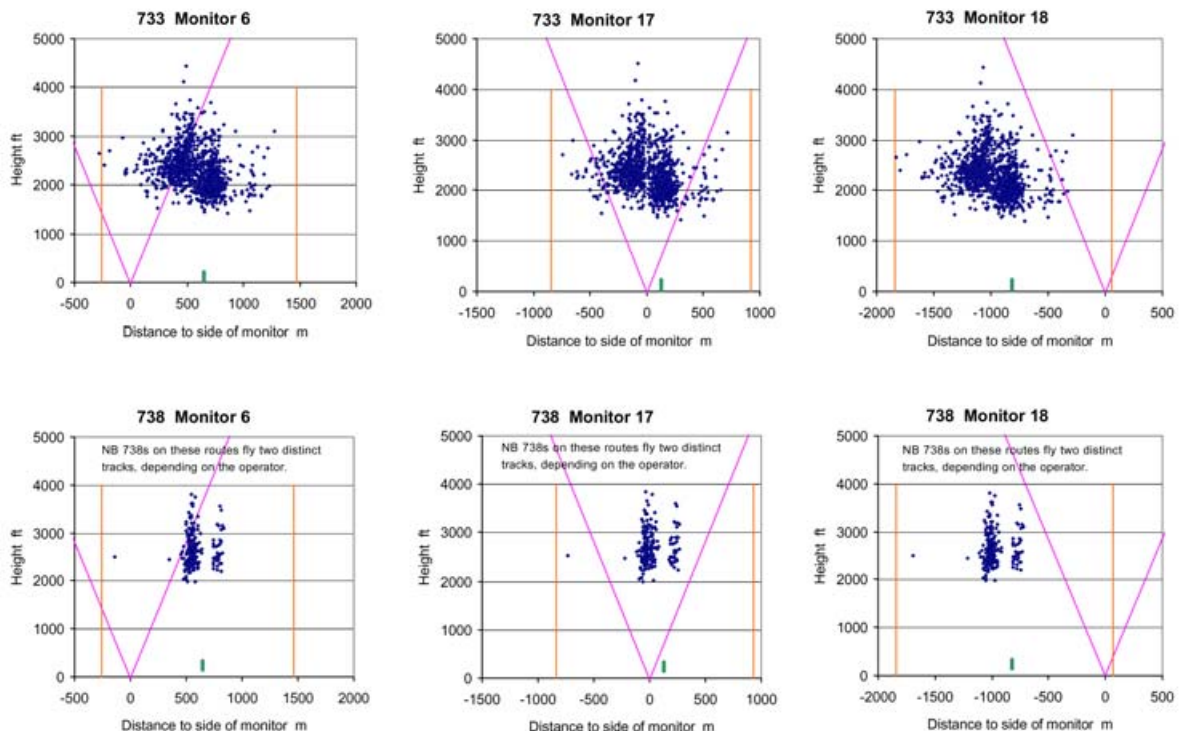 733 Monitor 6
5000
4000
3000
2000
1000
0
Height ft
-500 0 500 1000 1500 2000
Distance to side of monitor m
733 Monitor 17
5000
4000
3000
2000
1000
0
Height ft
-1500 -1000 -500 0 500 1000
Distance to side of monitor m
733 Monitor 18
5000
4000
3000
2000
1000
0
Height ft
-2000 -1500 -1000 -500 0 500
Distance to side of monitor m
738 Monitor 6
NB 738s on these routes fly two distinct
tracks, depending on the operator.
5000
4000
3000
2000
1000
0
Height ft
-500 0 500 1000 1500 2000
Distance to side of monitor m
738 Monitor 17
NB 738s on these routes fly two distinct
tracks, depending on the operator.
5000
4000
3000
2000
1000
0
Height ft
-1500 -1000 -500 0 500 1000
Distance to side of monitor m
738 Monitor 18
NB 738s on these routes fly two distinct
tracks, depending on the operator.
5000
4000
3000
2000
1000
0
Height ft
-2000 -1500 -1000 -500 0 500
Distance to side of monitor m